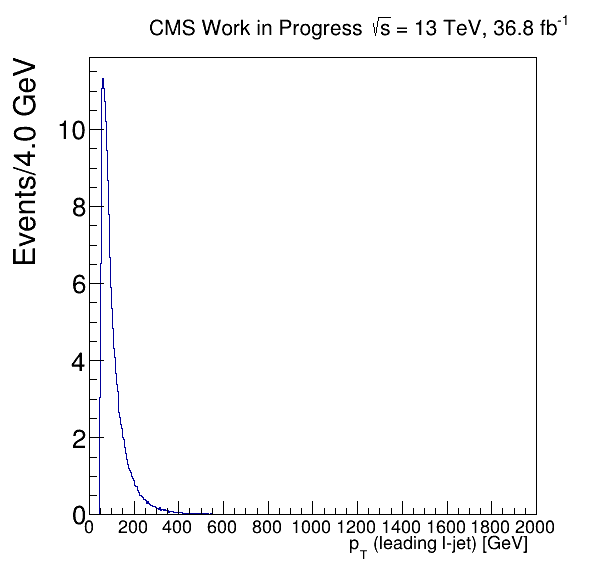 CMS Work in Progress √s = 13 TeV, 36.8 fb-1
Events/4.0 GeV
10
8
6
4
2
0
0 200 400 600 800 1000 1200 1400 1600 1800 2000
pT (leading l-jet) [GeV]